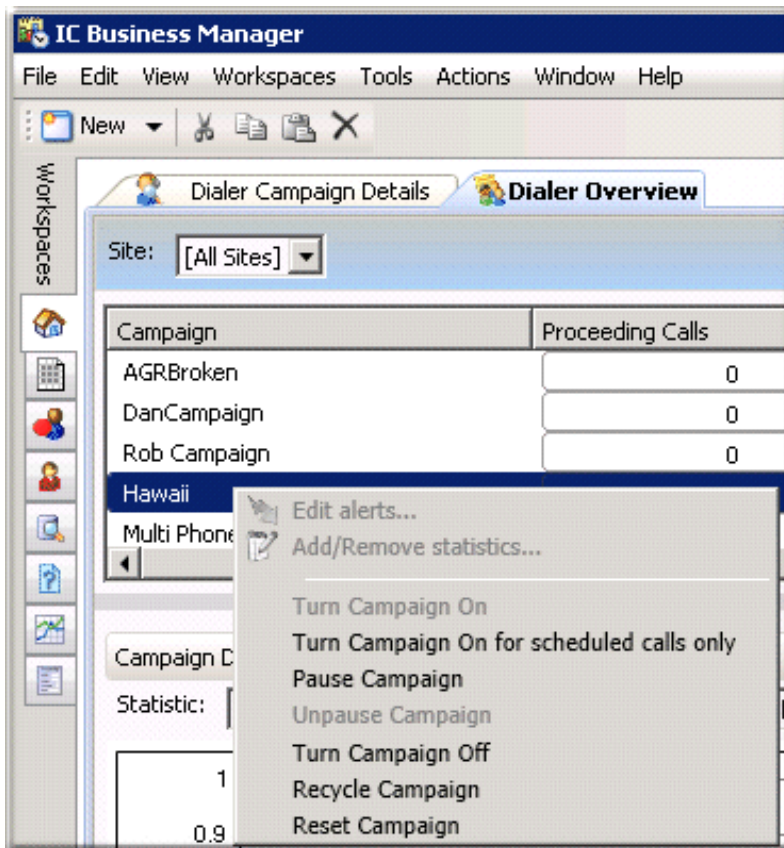 IC Business Manager
File Edit View Workspaces Tools Actions Window Help
New
Workspaces
Dialer Campaign Details Dialer Overview
Site: [All Sites]
Campaign Proceeding Calls
AGRBroken 0
DanCampaign 0
Rob Campaign 0
Hawaii
Multi Phone
Edit alerts...
Add/Remove statistics...
Turn Campaign On
Turn Campaign On for scheduled calls only
Pause Campaign
Unpause Campaign
Turn Campaign Off
Recycle Campaign
Reset Campaign
Campaign D
Statistic:
1
0.9